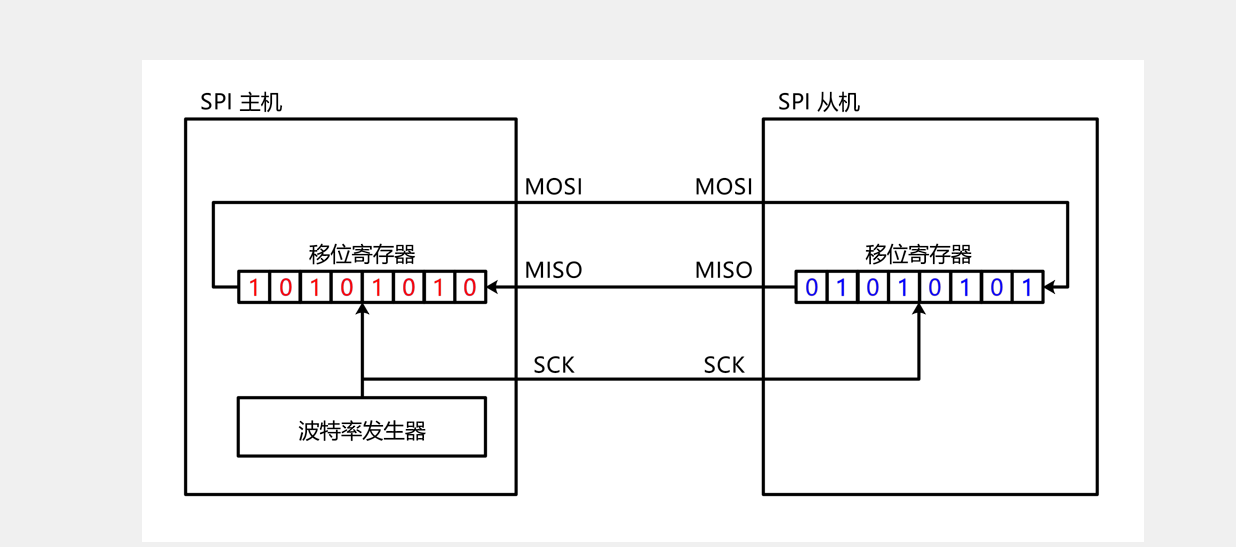 SPI 主机
SPI 从机
MOSI
MOSI
移位寄存器
移位寄存器
MISO
MISO
1 0 1 0 1 0 1 0
0 1 0 1 0 1 0 1
SCK
SCK
波特率发生器